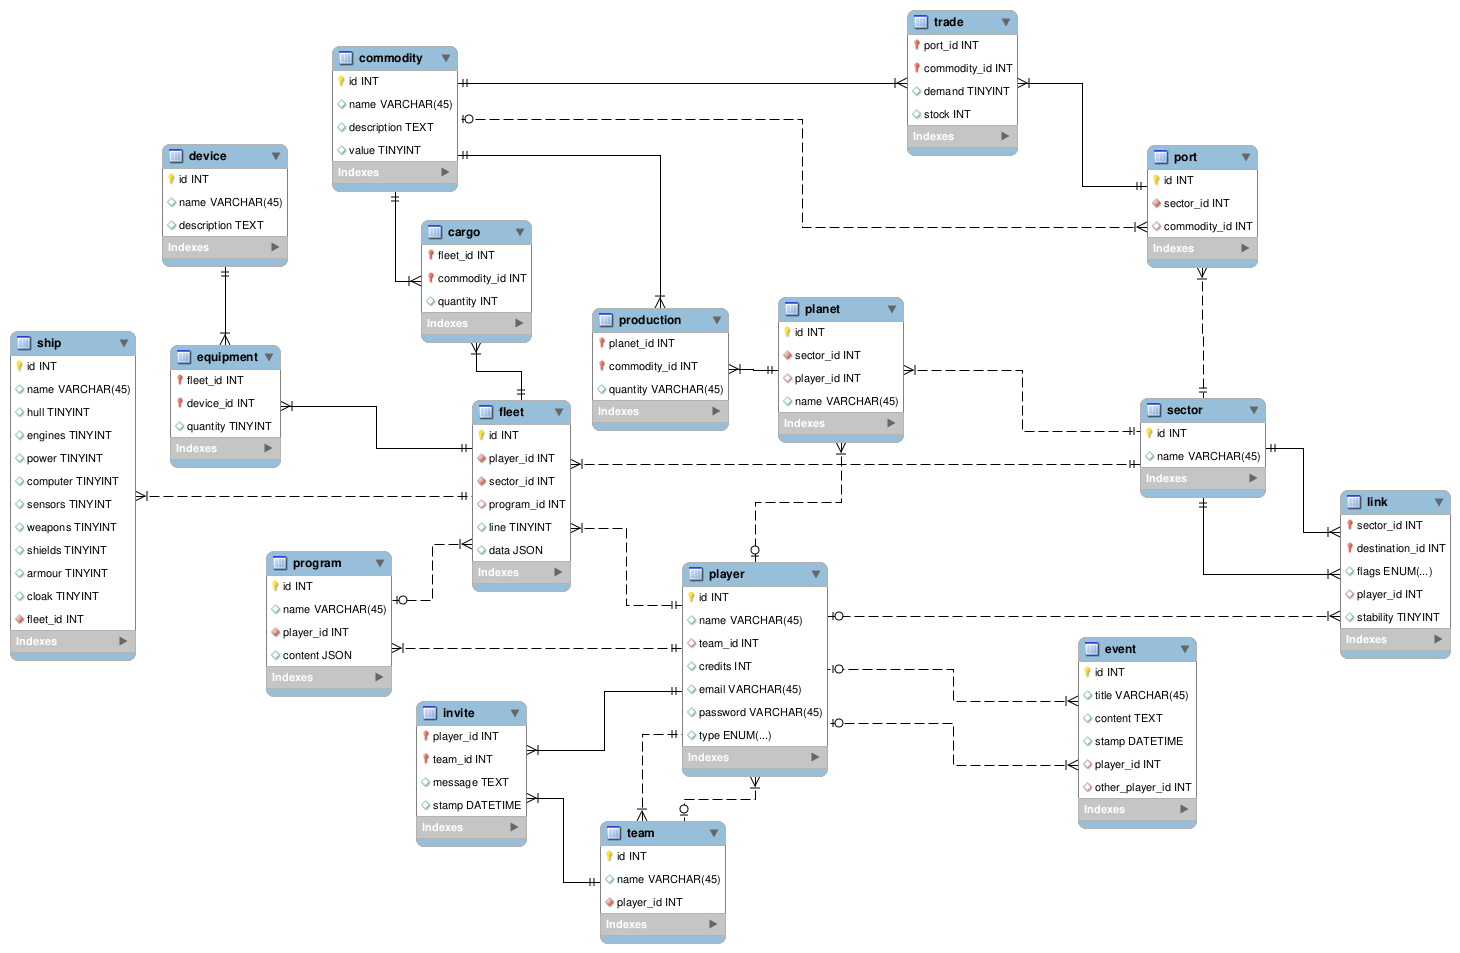 trade
port_id INT
commodity_id INT
demand TINYINT
stock INT
Indexes
commodity
id INT
name VARCHAR(45)
description TEXT
value TINYINT
Indexes
device
id INT
name VARCHAR(45)
description TEXT
Indexes
port
id INT
sector_id INT
commodity_id INT
Indexes
cargo
fleet_id INT
commodity_id INT
quantity INT
Indexes
planet
id INT
sector_id INT
player_id INT
name VARCHAR(45)
Indexes
production
planet_id INT
commodity_id INT
quantity VARCHAR(45)
Indexes
ship
id INT
name VARCHAR(45)
hull TINYINT
engines TINYINT
power TINYINT
computer TINYINT
sensors TINYINT
weapons TINYINT
shields TINYINT
armour TINYINT
cloak TINYINT
fleet_id INT
Indexes
equipment
fleet_id INT
device_id INT
quantity TINYINT
Indexes
fleet
id INT
player_id INT
sector_id INT
program_id INT
line TINYINT
data JSON
Indexes
sector
id INT
name VARCHAR(45)
Indexes
link
sector_id INT
destination_id INT
flags ENUM(...)
player_id INT
stability TINYINT
Indexes
program
id INT
name VARCHAR(45)
player_id INT
content JSON
Indexes
player
id INT
name VARCHAR(45)
team_id INT
credits INT
email VARCHAR(45)
password VARCHAR(45)
type ENUM(...)
Indexes
event
id INT
title VARCHAR(45)
content TEXT
stamp DATETIME
player_id INT
other_player_id INT
Indexes
invite
player_id INT
team_id INT
message TEXT
stamp DATETIME
Indexes
team
id INT
name VARCHAR(45)
player_id INT
Indexes